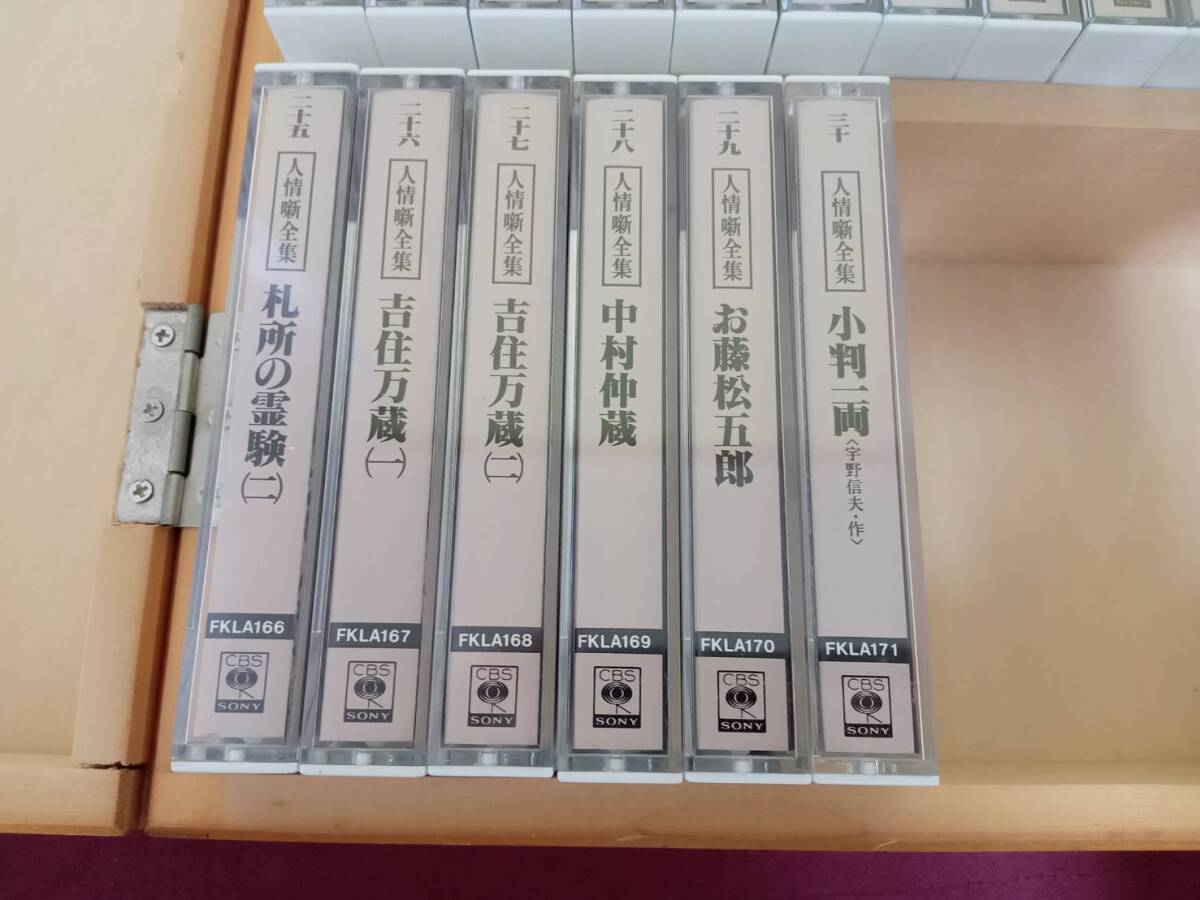 二十五
人情噺全集
札所の霊験(二)
FKLA166
CBS
SONY
二十六
人情噺全集
吉住万蔵(一)
FKLA167
CBS
SONY
二十七
人情噺全集
吉住万蔵(二)
FKLA168
CBS
SONY
二十八
人情噺全集
中村仲蔵
FKLA169
CBS
SONY
二十九
人情噺全集
お藤松五郎
FKLA170
CBS
SONY
三十
人情噺全集
小判一両〈宇野信夫・作〉
FKLA171
CBS
SONY